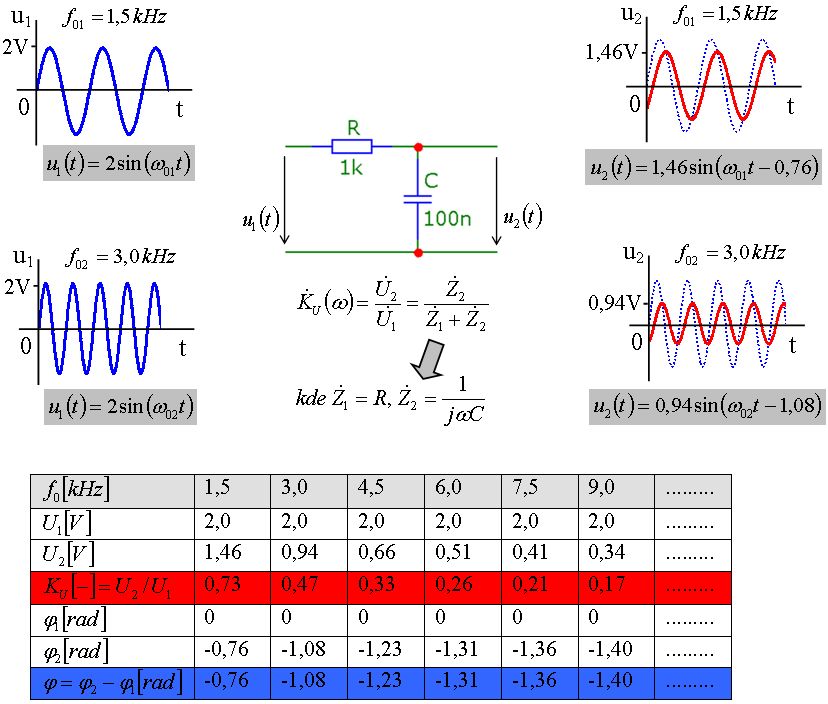 u₁ f₀₁ = 1,5 kHz
2V
0 t
u₁(t) = 2sin(ω₀₁t)
u₂ f₀₁ = 1,5 kHz
1,46V
0 t
u₂(t) = 1,46sin(ω₀₁t − 0,76)
R
1k
C
100n
u₁(t)
u₂(t)
u₁ f₀₂ = 3,0 kHz
2V
0 t
u₁(t) = 2sin(ω₀₂t)
u₂ f₀₂ = 3,0 kHz
0,94V
0 t
u₂(t) = 0,94sin(ω₀₂t − 1,08)
K̇_U(ω) = U̇₂/U̇₁ = Ż₂/(Ż₁ + Ż₂)
kde Ż₁ = R, Ż₂ = 1/(jωC)
f₀[kHz] 1,5 3,0 4,5 6,0 7,5 9,0 .........
U₁[V] 2,0 2,0 2,0 2,0 2,0 2,0 .........
U₂[V] 1,46 0,94 0,66 0,51 0,41 0,34 .........
K_U[−] = U₂/U₁ 0,73 0,47 0,33 0,26 0,21 0,17 .........
φ₁[rad] 0 0 0 0 0 0 .........
φ₂[rad] -0,76 -1,08 -1,23 -1,31 -1,36 -1,40 .........
φ = φ₂ − φ₁[rad] -0,76 -1,08 -1,23 -1,31 -1,36 -1,40 .........